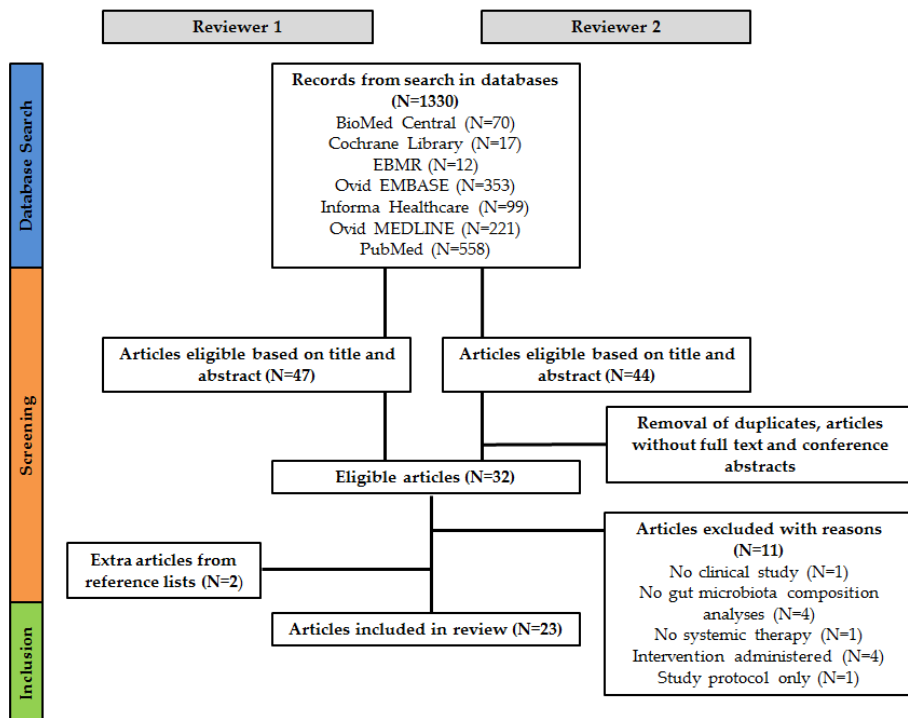 Reviewer 1
Reviewer 2
Database Search
Records from search in databases
(N=1330)
BioMed Central (N=70)
Cochrane Library (N=17)
EBMR (N=12)
Ovid EMBASE (N=353)
Informa Healthcare (N=99)
Ovid MEDLINE (N=221)
PubMed (N=558)
Screening
Articles eligible based on title and
abstract (N=47)
Articles eligible based on title and
abstract (N=44)
Removal of duplicates, articles
without full text and conference
abstracts
Eligible articles (N=32)
Articles excluded with reasons
(N=11)
No clinical study (N=1)
No gut microbiota composition
analyses (N=4)
No systemic therapy (N=1)
Intervention administered (N=4)
Study protocol only (N=1)
Extra articles from
reference lists (N=2)
Inclusion
Articles included in review (N=23)